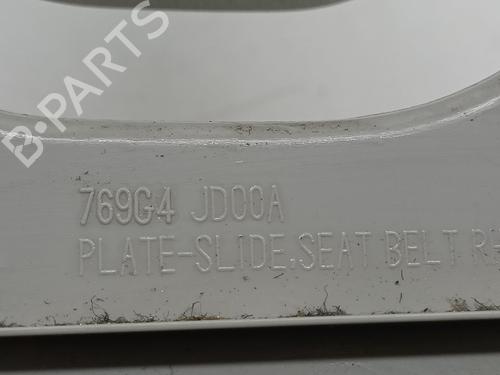 B-PARTS
769G4 JD00A
PLATE-SLIDE,SEAT BELT R